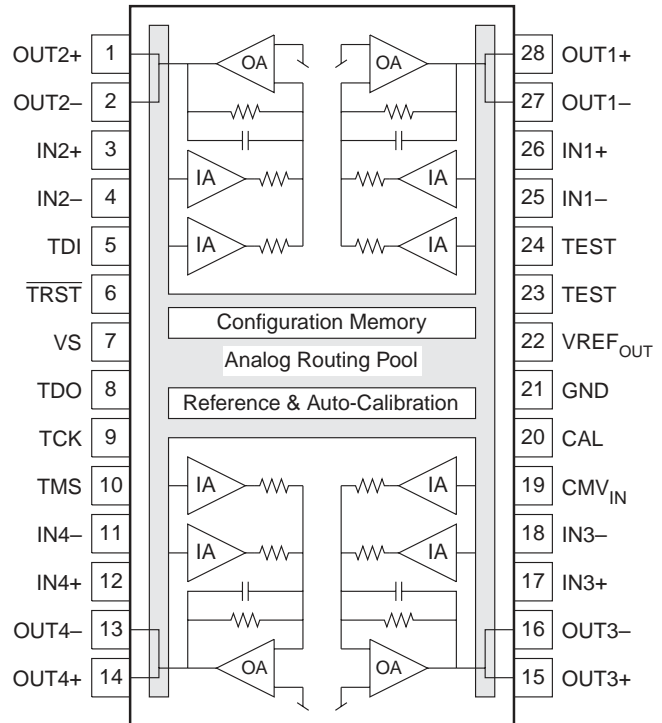 OUT2+ 1 OA OA 28 OUT1+
OUT2– 2 27 OUT1–
IN2+ 3 26 IN1+
IN2– 4 IA IA 25 IN1–
TDI 5 IA IA 24 TEST
TRST 6 23 TEST
Configuration Memory
VS 7 22 VREFOUT
Analog Routing Pool
TDO 8 21 GND
Reference & Auto-Calibration
TCK 9 20 CAL
TMS 10 IA IA 19 CMVIN
IN4– 11 IA IA 18 IN3–
IN4+ 12 17 IN3+
OUT4– 13 16 OUT3–
OUT4+ 14 OA OA 15 OUT3+